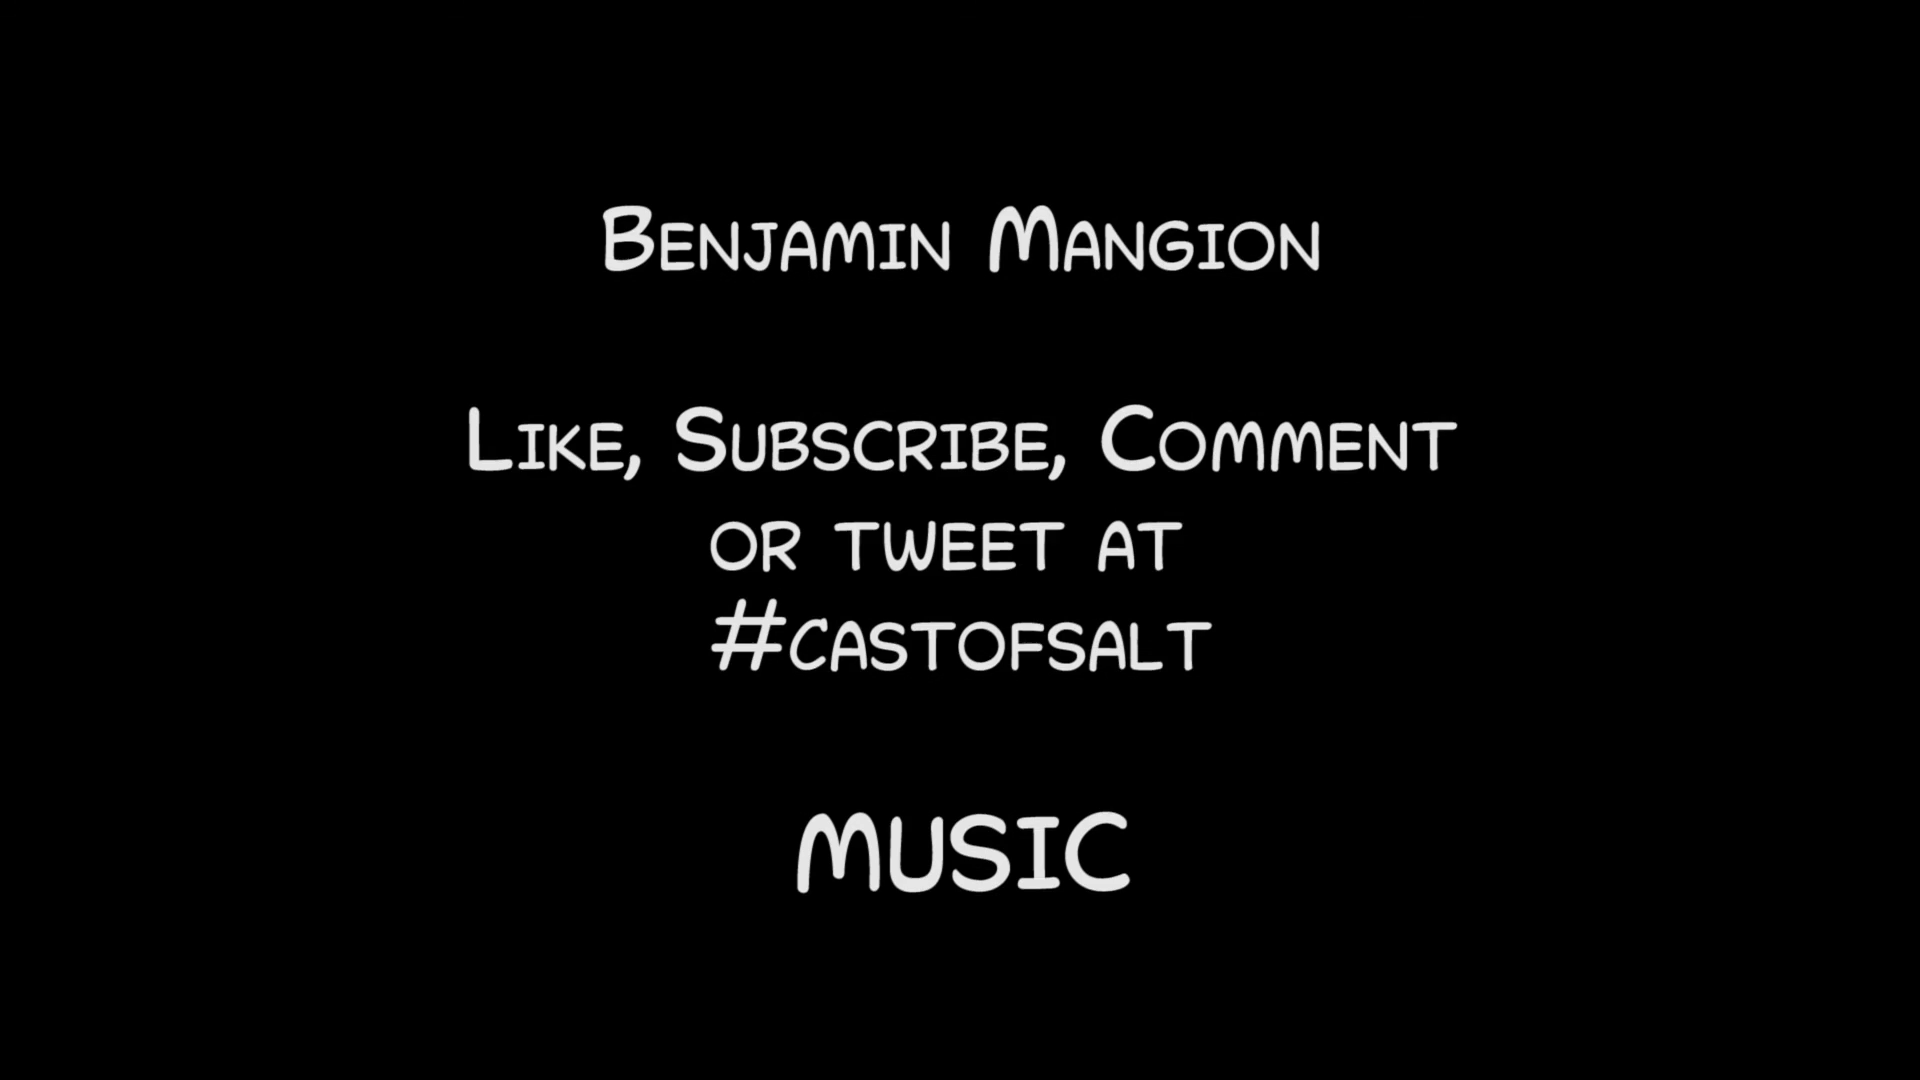 Benjamin Mangion
Like, Subscribe, Comment
or tweet at
#castofsalt
MUSIC